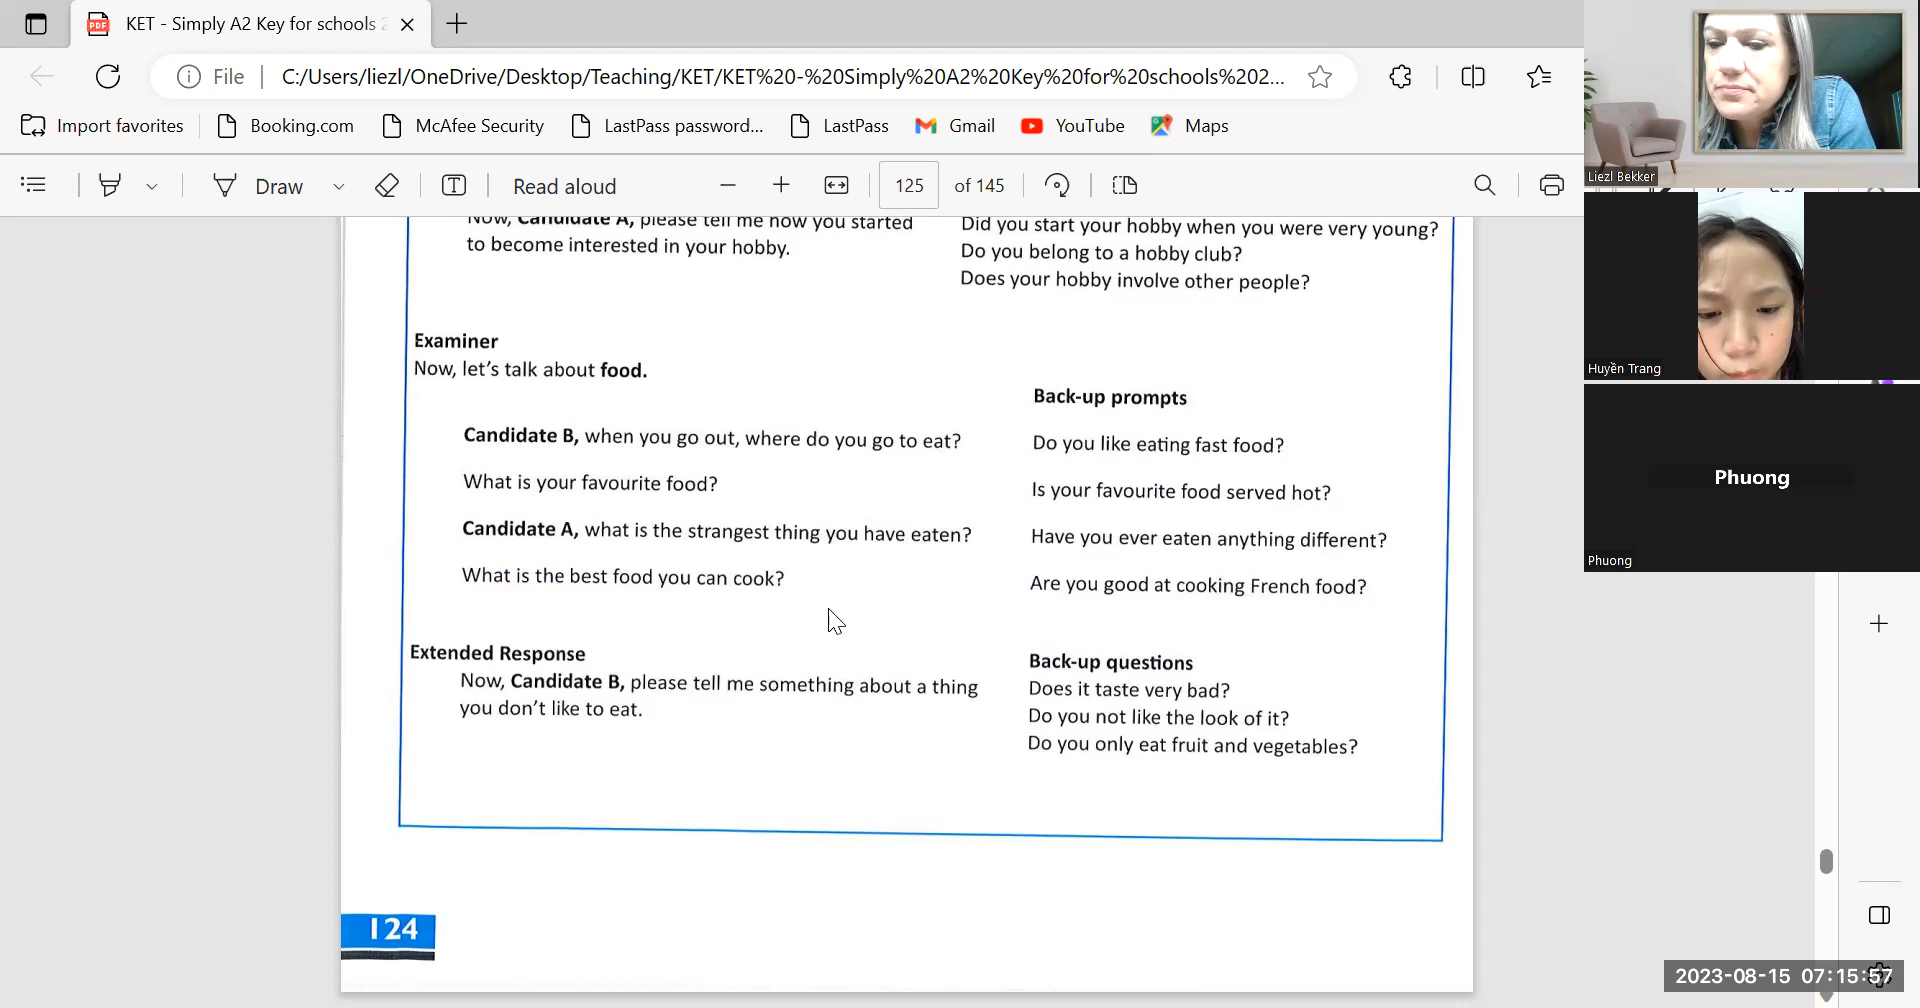 KET - Simply A2 Key for schools 2
File
C:/Users/liezl/OneDrive/Desktop/Teaching/KET/KET%20-%20Simply%20A2%20Key%20for%20schools%202...
Import favorites
Booking.com
McAfee Security
LastPass password...
LastPass
Gmail
YouTube
Maps
Draw
Read aloud
125 of 145
Now, Candidate A, please tell me how you started
to become interested in your hobby.
Did you start your hobby when you were very young?
Do you belong to a hobby club?
Does your hobby involve other people?
Examiner
Now, let's talk about food.
Back-up prompts
Candidate B, when you go out, where do you go to eat?
Do you like eating fast food?
What is your favourite food?
Is your favourite food served hot?
Candidate A, what is the strangest thing you have eaten?
Have you ever eaten anything different?
What is the best food you can cook?
Are you good at cooking French food?
Extended Response
Now, Candidate B, please tell me something about a thing
you don't like to eat.
Back-up questions
Does it taste very bad?
Do you not like the look of it?
Do you only eat fruit and vegetables?
124
Liezl Bekker
Huyền Trang
Phuong
Phuong
2023-08-15 07:15:57